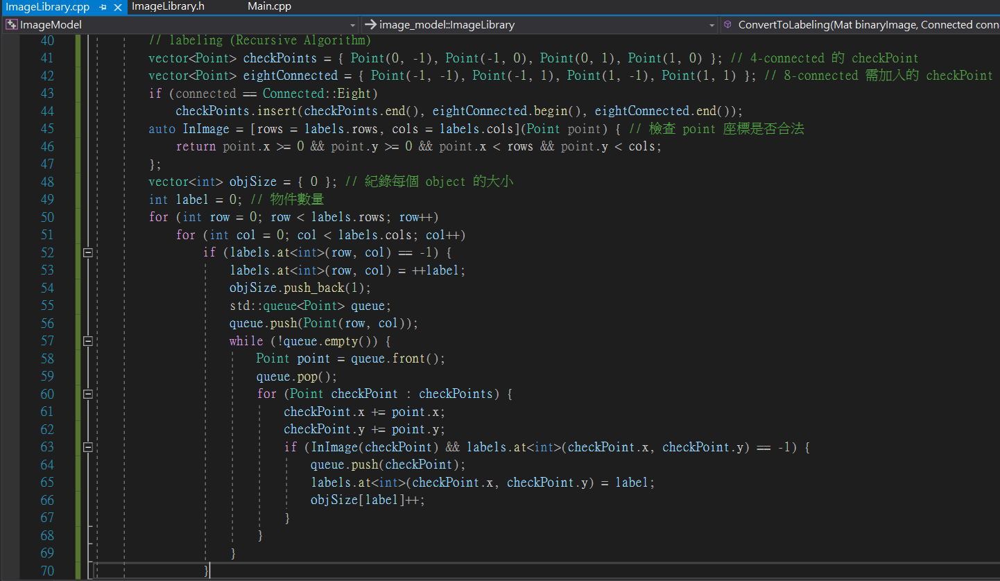 ImageLibrary.cpp ImageLibrary.h Main.cpp
ImageModel image_model::ImageLibrary ConvertToLabeling(Mat binaryImage, Connected conn
40 // labeling (Recursive Algorithm)
41 vector<Point> checkPoints = { Point(0, -1), Point(-1, 0), Point(0, 1), Point(1, 0) }; // 4-connected 的 checkPoint
42 vector<Point> eightConnected = { Point(-1, -1), Point(-1, 1), Point(1, -1), Point(1, 1) }; // 8-connected 需加入的 checkPoint
43 if (connected == Connected::Eight)
44 checkPoints.insert(checkPoints.end(), eightConnected.begin(), eightConnected.end());
45 auto InImage = [rows = labels.rows, cols = labels.cols](Point point) { // 檢查 point 座標是否合法
46 return point.x >= 0 && point.y >= 0 && point.x < rows && point.y < cols;
47 };
48 vector<int> objSize = { 0 }; // 紀錄每個 object 的大小
49 int label = 0; // 物件數量
50 for (int row = 0; row < labels.rows; row++)
51 for (int col = 0; col < labels.cols; col++)
52 if (labels.at<int>(row, col) == -1) {
53 labels.at<int>(row, col) = ++label;
54 objSize.push_back(1);
55 std::queue<Point> queue;
56 queue.push(Point(row, col));
57 while (!queue.empty()) {
58 Point point = queue.front();
59 queue.pop();
60 for (Point checkPoint : checkPoints) {
61 checkPoint.x += point.x;
62 checkPoint.y += point.y;
63 if (InImage(checkPoint) && labels.at<int>(checkPoint.x, checkPoint.y) == -1) {
64 queue.push(checkPoint);
65 labels.at<int>(checkPoint.x, checkPoint.y) = label;
66 objSize[label]++;
67 }
68 }
69 }
70 }